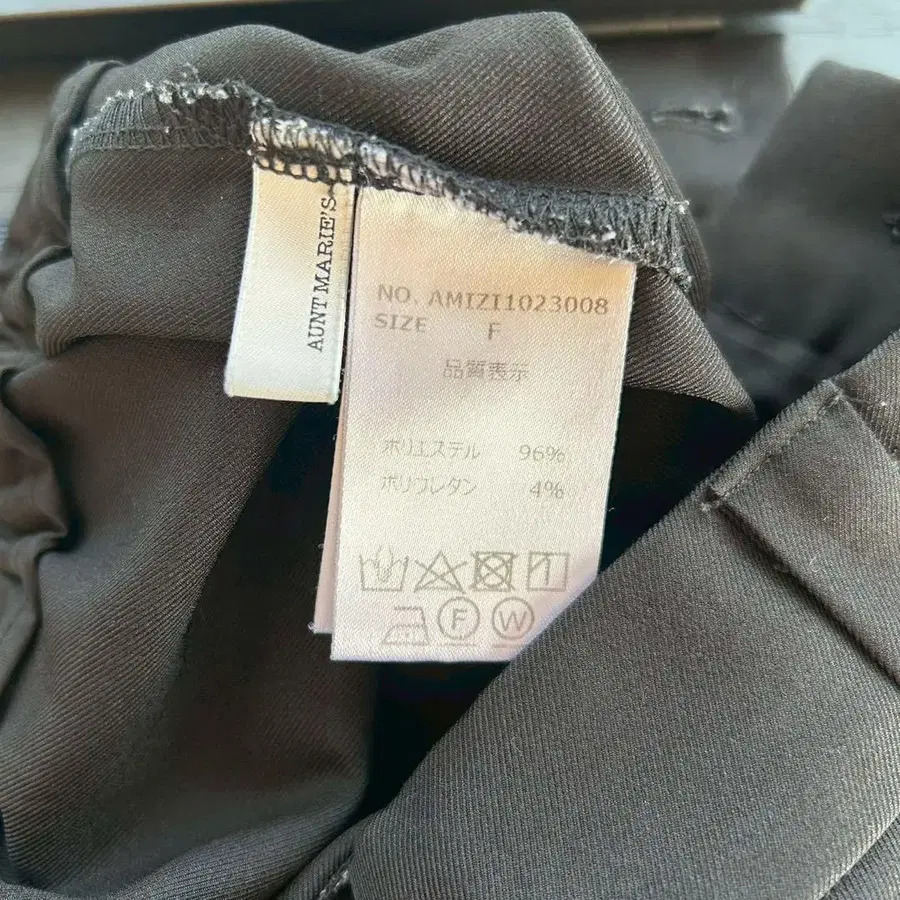 AUNT MARIE'S
NO. AMIZI1023008
SIZE F
品質表示
ポリエステル 96%
ポリウレタン 4%
F W